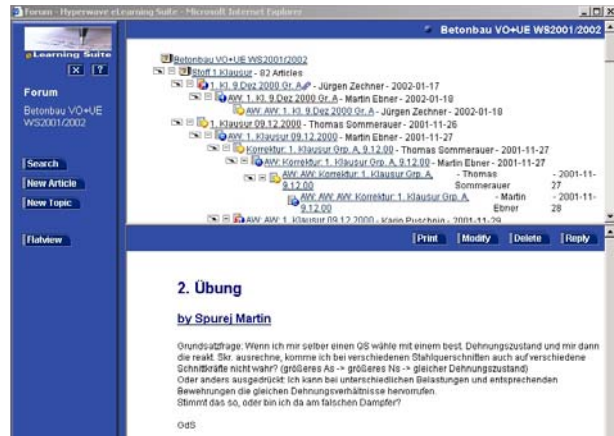 Forum - Hyperwave eLearning Suite - Microsoft Internet Explorer
Betonbau VO+UE WS2001/2002
eLearning Suite
X ?
Forum
Betonbau VO+UE
WS2001/2002
Search
New Article
New Topic
Flatview
Betonbau VO+UE WS2001/2002
Stoff 1.Klausur - 82 Articles
1. Kl. 9.Dez 2000 Gr. A - Jürgen Zechner - 2002-01-17
AW: 1. Kl. 9.Dez 2000 Gr. A - Martin Ebner - 2002-01-18
AW: AW: 1. Kl. 9.Dez 2000 Gr. A - Jürgen Zechner - 2002-01-18
1. Klausur 09.12.2000 - Thomas Sommerauer - 2001-11-26
AW: 1. Klausur 09.12.2000 - Martin Ebner - 2001-11-27
Korrektur: 1. Klausur Grp. A, 9.12.00 - Thomas Sommerauer - 2001-11-27
AW: Korrektur: 1. Klausur Grp. A, 9.12.00 - Martin Ebner - 2001-11-27
AW: AW: Korrektur: 1. Klausur Grp. A, - Thomas - 2001-11-
9.12.00 Sommerauer 27
AW: AW: AW: Korrektur: 1. Klausur Grp. A, - Martin - 2001-11-
9.12.00 Ebner 28
AW: AW: 1. Klausur 09.12.2000 - Karin Puschnig - 2001-11-29
Print Modify Delete Reply
2. Übung
by Spurej Martin
Grundsatzfrage: Wenn ich mir selber einen QS wähle mit einem best. Dehnungszustand und mir dann
die reakt. Skr. ausrechne, komme ich bei verschiedenen Stahlquerschnitten auch auf verschiedene
Schnittkräfte nicht wahr? (größeres As -> größeres Ns -> gleicher Dehnungszustand)
Oder anders ausgedrückt: Ich kann bei unterschiedlichen Belastungen und entsprechenden
Bewehrungen die gleichen Dehnungsverhältnisse hervorrufen.
Stimmt das so, oder bin ich da am falschen Dampfer?
GdS